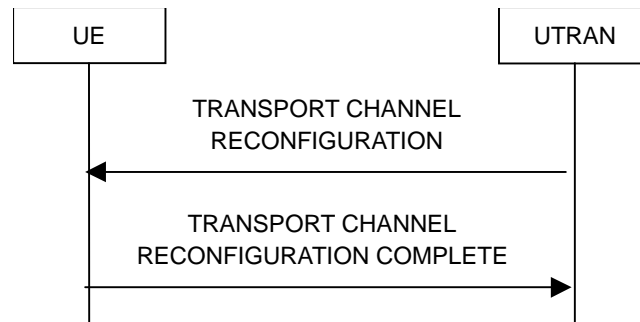 UE
UTRAN
TRANSPORT CHANNEL
RECONFIGURATION
TRANSPORT CHANNEL
RECONFIGURATION COMPLETE